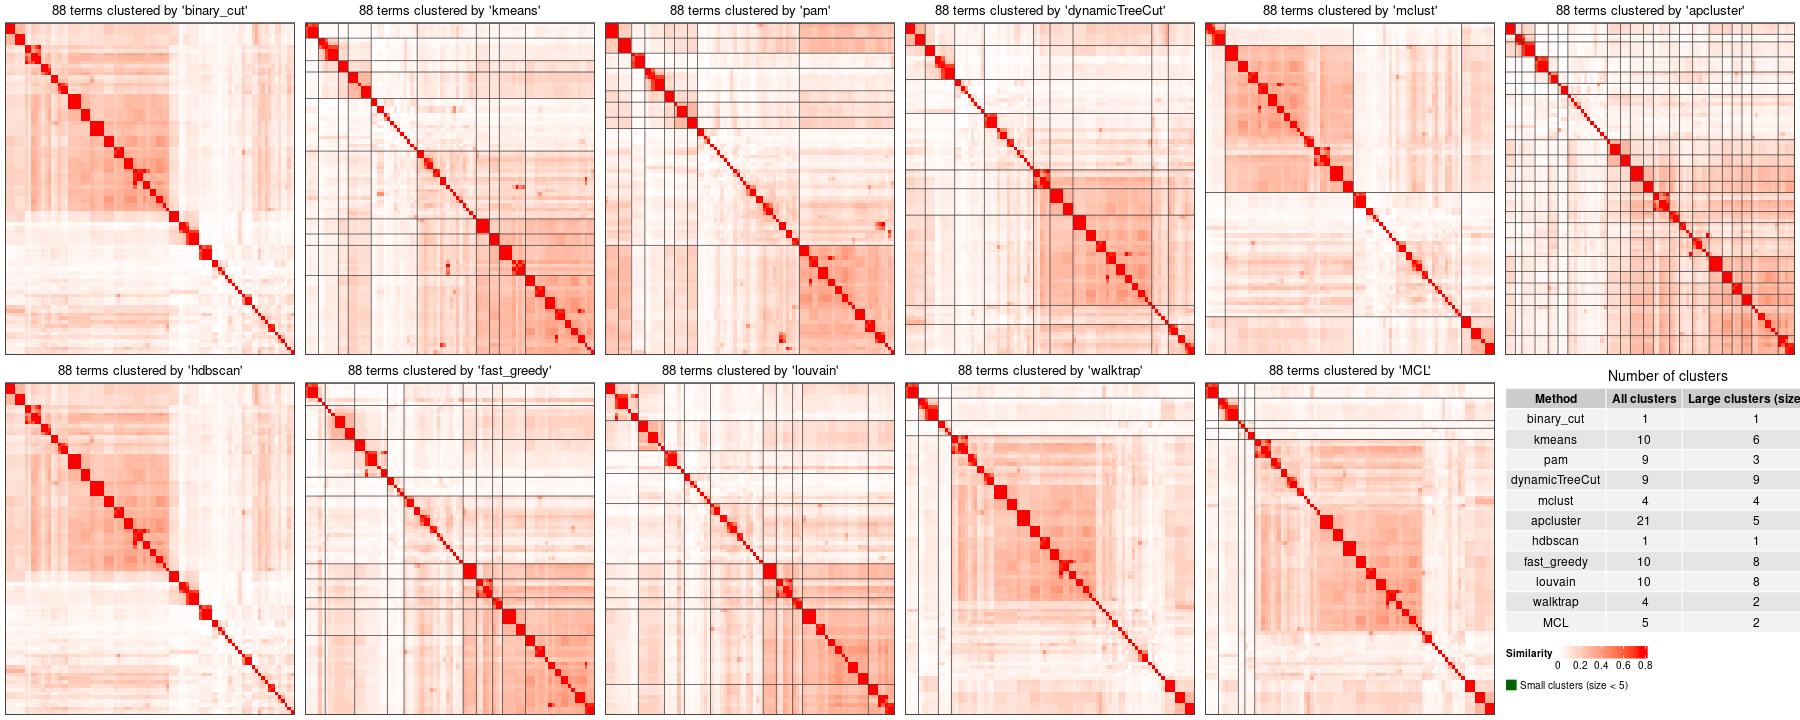 88 terms clustered by 'binary_cut'
88 terms clustered by 'kmeans'
88 terms clustered by 'pam'
88 terms clustered by 'dynamicTreeCut'
88 terms clustered by 'mclust'
88 terms clustered by 'apcluster'
88 terms clustered by 'hdbscan'
88 terms clustered by 'fast_greedy'
88 terms clustered by 'louvain'
88 terms clustered by 'walktrap'
88 terms clustered by 'MCL'
Number of clusters
Method All clusters Large clusters (size
binary_cut 1 1
kmeans 10 6
pam 9 3
dynamicTreeCut 9 9
mclust 4 4
apcluster 21 5
hdbscan 1 1
fast_greedy 10 8
louvain 10 8
walktrap 4 2
MCL 5 2
Similarity
0 0.2 0.4 0.6 0.8
Small clusters (size < 5)